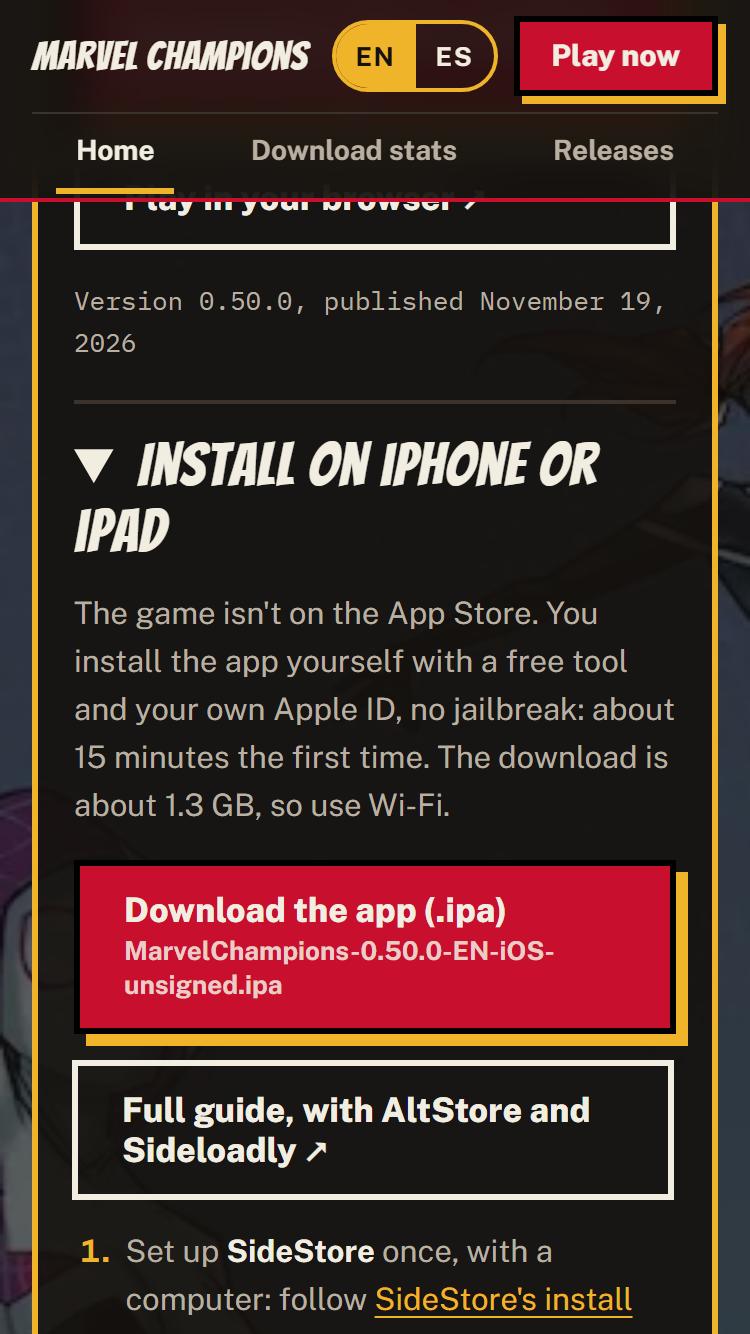 MARVEL CHAMPIONS
EN
ES
Play now
Home
Download stats
Releases
Play in your browser ↗
Version 0.50.0, published November 19,
2026
▼ INSTALL ON IPHONE OR
IPAD
The game isn't on the App Store. You
install the app yourself with a free tool
and your own Apple ID, no jailbreak: about
15 minutes the first time. The download is
about 1.3 GB, so use Wi-Fi.
Download the app (.ipa)
MarvelChampions-0.50.0-EN-iOS-
unsigned.ipa
Full guide, with AltStore and
Sideloadly ↗
1. Set up SideStore once, with a
computer: follow SideStore's install